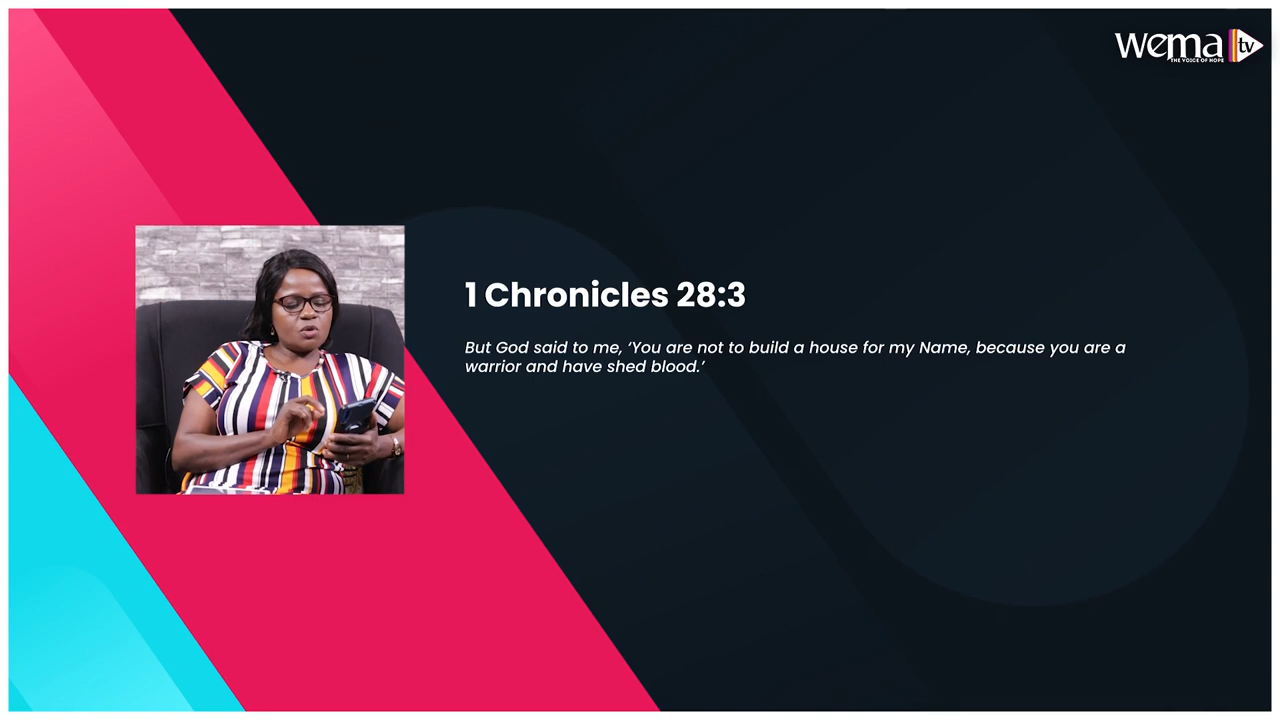 wema tv
THE VOICE OF HOPE
1 Chronicles 28:3
But God said to me, ‘You are not to build a house for my Name, because you are a
warrior and have shed blood.’